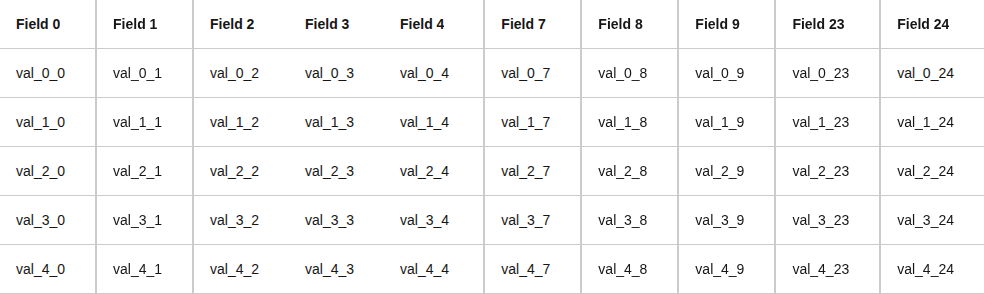 Field 0 Field 1 Field 2 Field 3 Field 4 Field 7 Field 8 Field 9 Field 23 Field 24
val_0_0 val_0_1 val_0_2 val_0_3 val_0_4 val_0_7 val_0_8 val_0_9 val_0_23 val_0_24
val_1_0 val_1_1 val_1_2 val_1_3 val_1_4 val_1_7 val_1_8 val_1_9 val_1_23 val_1_24
val_2_0 val_2_1 val_2_2 val_2_3 val_2_4 val_2_7 val_2_8 val_2_9 val_2_23 val_2_24
val_3_0 val_3_1 val_3_2 val_3_3 val_3_4 val_3_7 val_3_8 val_3_9 val_3_23 val_3_24
val_4_0 val_4_1 val_4_2 val_4_3 val_4_4 val_4_7 val_4_8 val_4_9 val_4_23 val_4_24